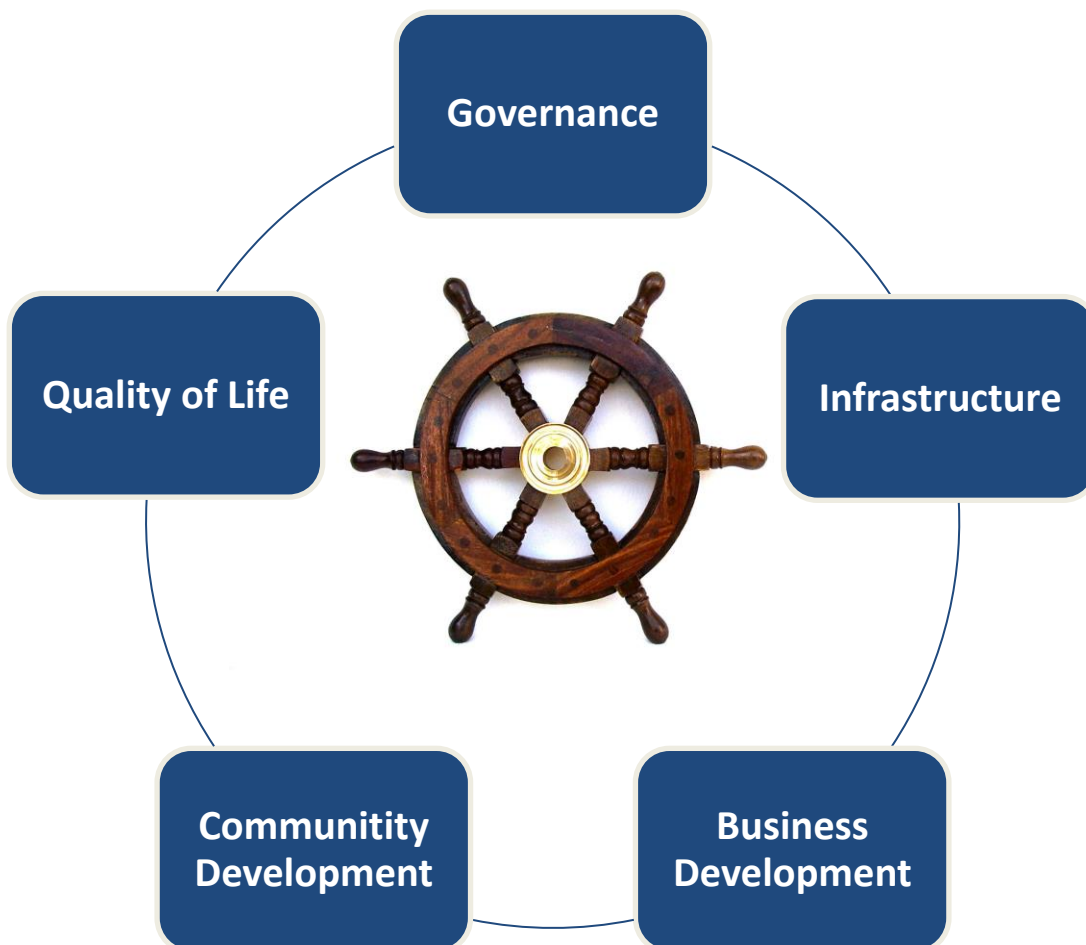 Governance
Quality of Life
Infrastructure
Communitity
Development
Business
Development